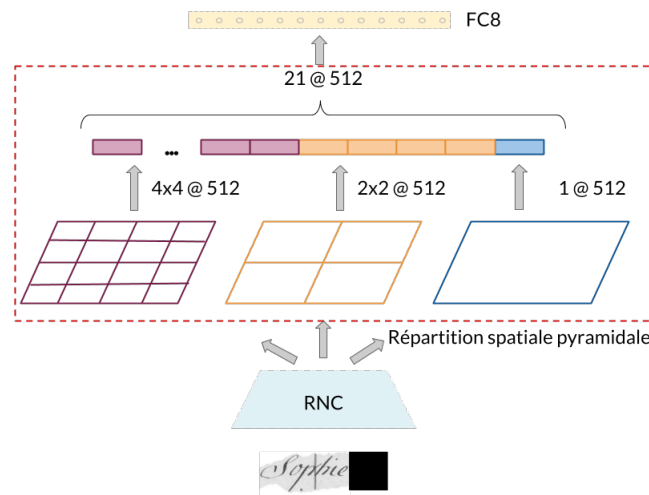 FC8
21 @ 512
...
4x4 @ 512
2x2 @ 512
1 @ 512
Répartition spatiale pyramidale
RNC
Sophie